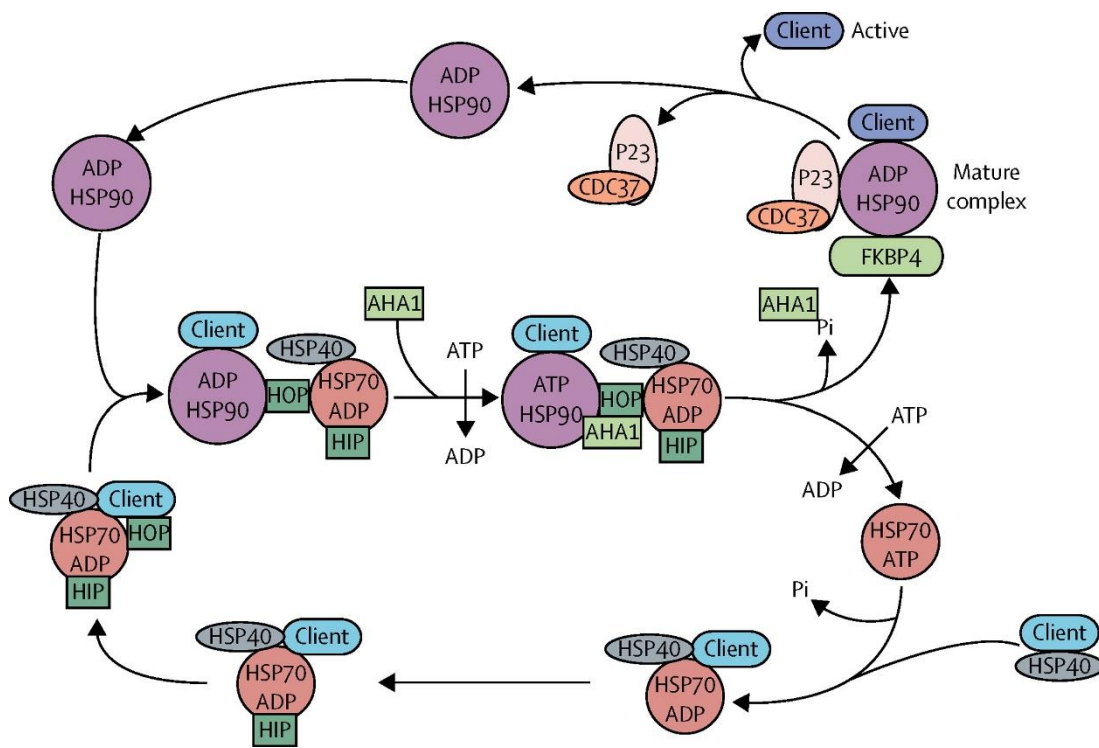 Client Active
ADP
HSP90
P23
CDC37
Client
P23
ADP
HSP90
CDC37
Mature
complex
FKBP4
ADP
HSP90
AHA1
Pi
Client
ADP
HSP90
HOP
HSP40
HSP70
ADP
HIP
AHA1
ATP
ADP
Client
ATP
HSP90
HOP
AHA1
HSP40
HSP70
ADP
HIP
ATP
ADP
HSP70
ATP
Pi
Client
HSP40
HSP40
Client
HSP70
ADP
HSP40
Client
HSP70
ADP
HIP
HSP40
Client
HSP70
ADP
HOP
HIP